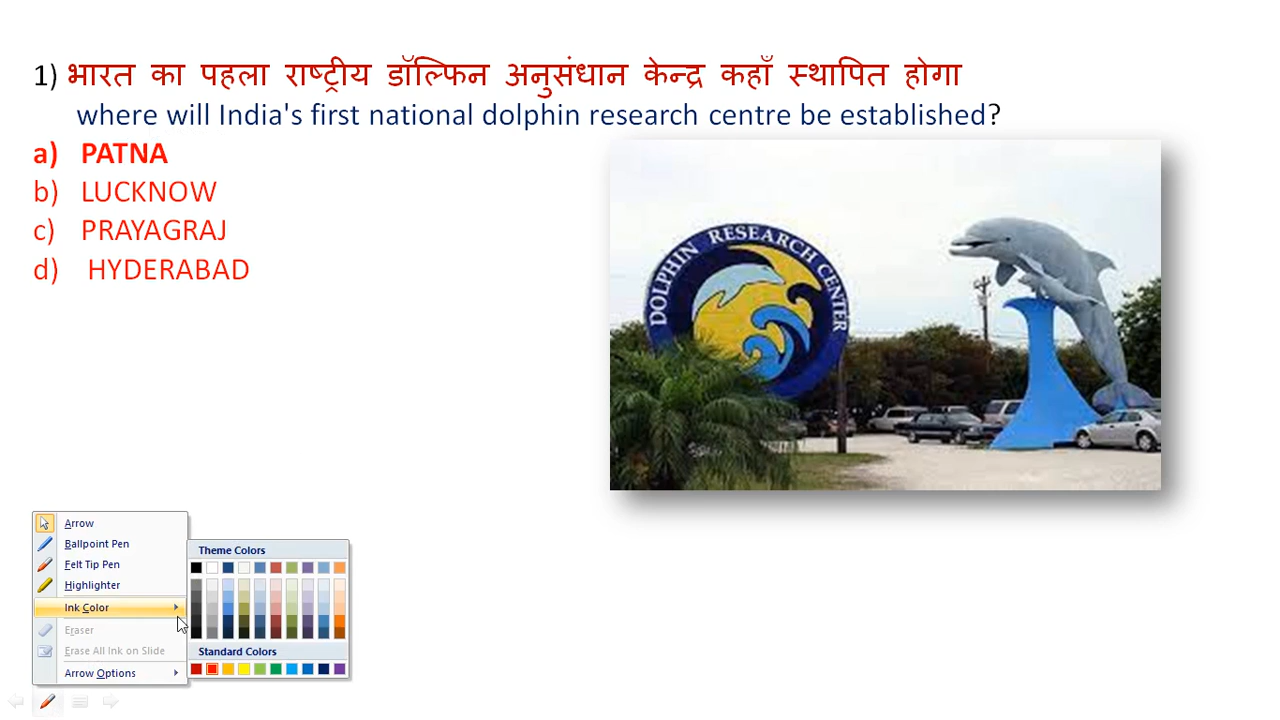 1) भारत का पहला राष्ट्रीय डॉल्फिन अनुसंधान केन्द्र कहाँ स्थापित होगा
where will India's first national dolphin research centre be established?
a) PATNA
b) LUCKNOW
c) PRAYAGRAJ
d) HYDERABAD
DOLPHIN RESEARCH CENTER
Arrow
Ballpoint Pen
Felt Tip Pen
Highlighter
Ink Color
Eraser
Erase All Ink on Slide
Arrow Options
Theme Colors
Standard Colors